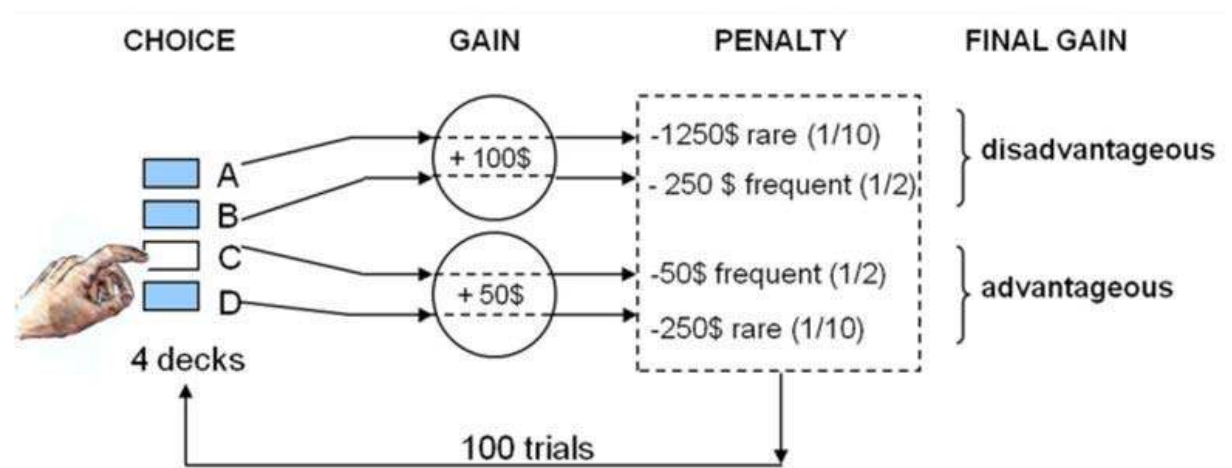 CHOICE GAIN PENALTY FINAL GAIN
A
B
C
D
4 decks
+ 100$
+ 50$
-1250$ rare (1/10)
- 250 $ frequent (1/2)
-50$ frequent (1/2)
-250$ rare (1/10)
disadvantageous
advantageous
100 trials